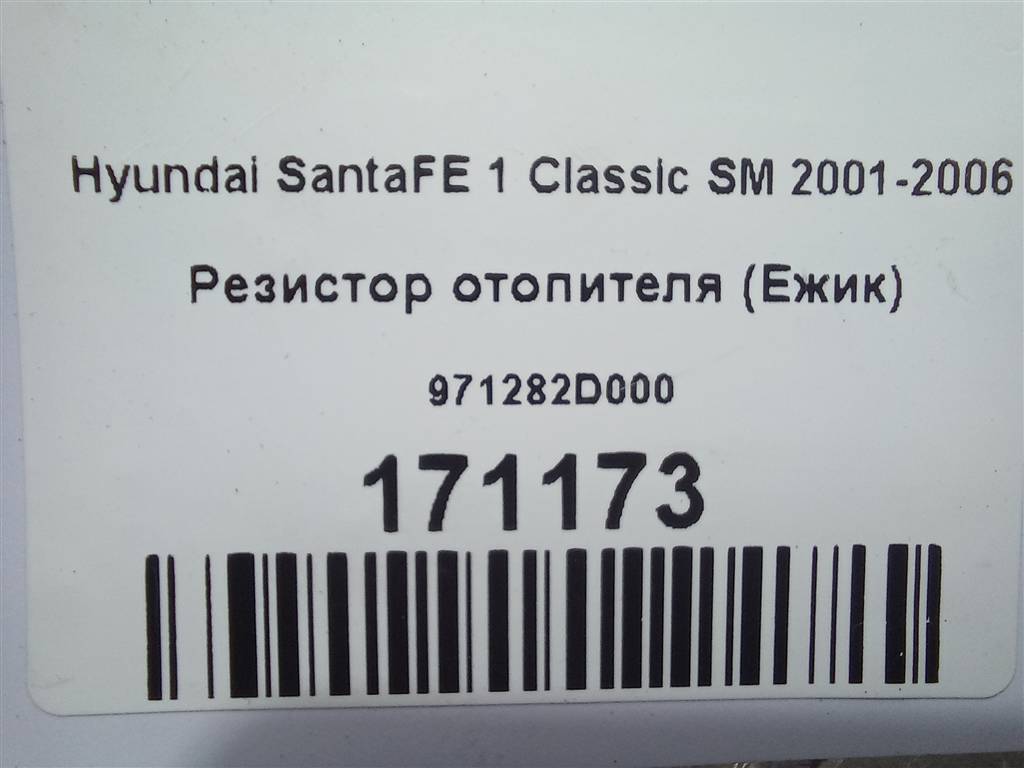 Hyundai SantaFE 1 Classic SM 2001-2006
Резистор отопителя (Ежик)
971282D000
171173